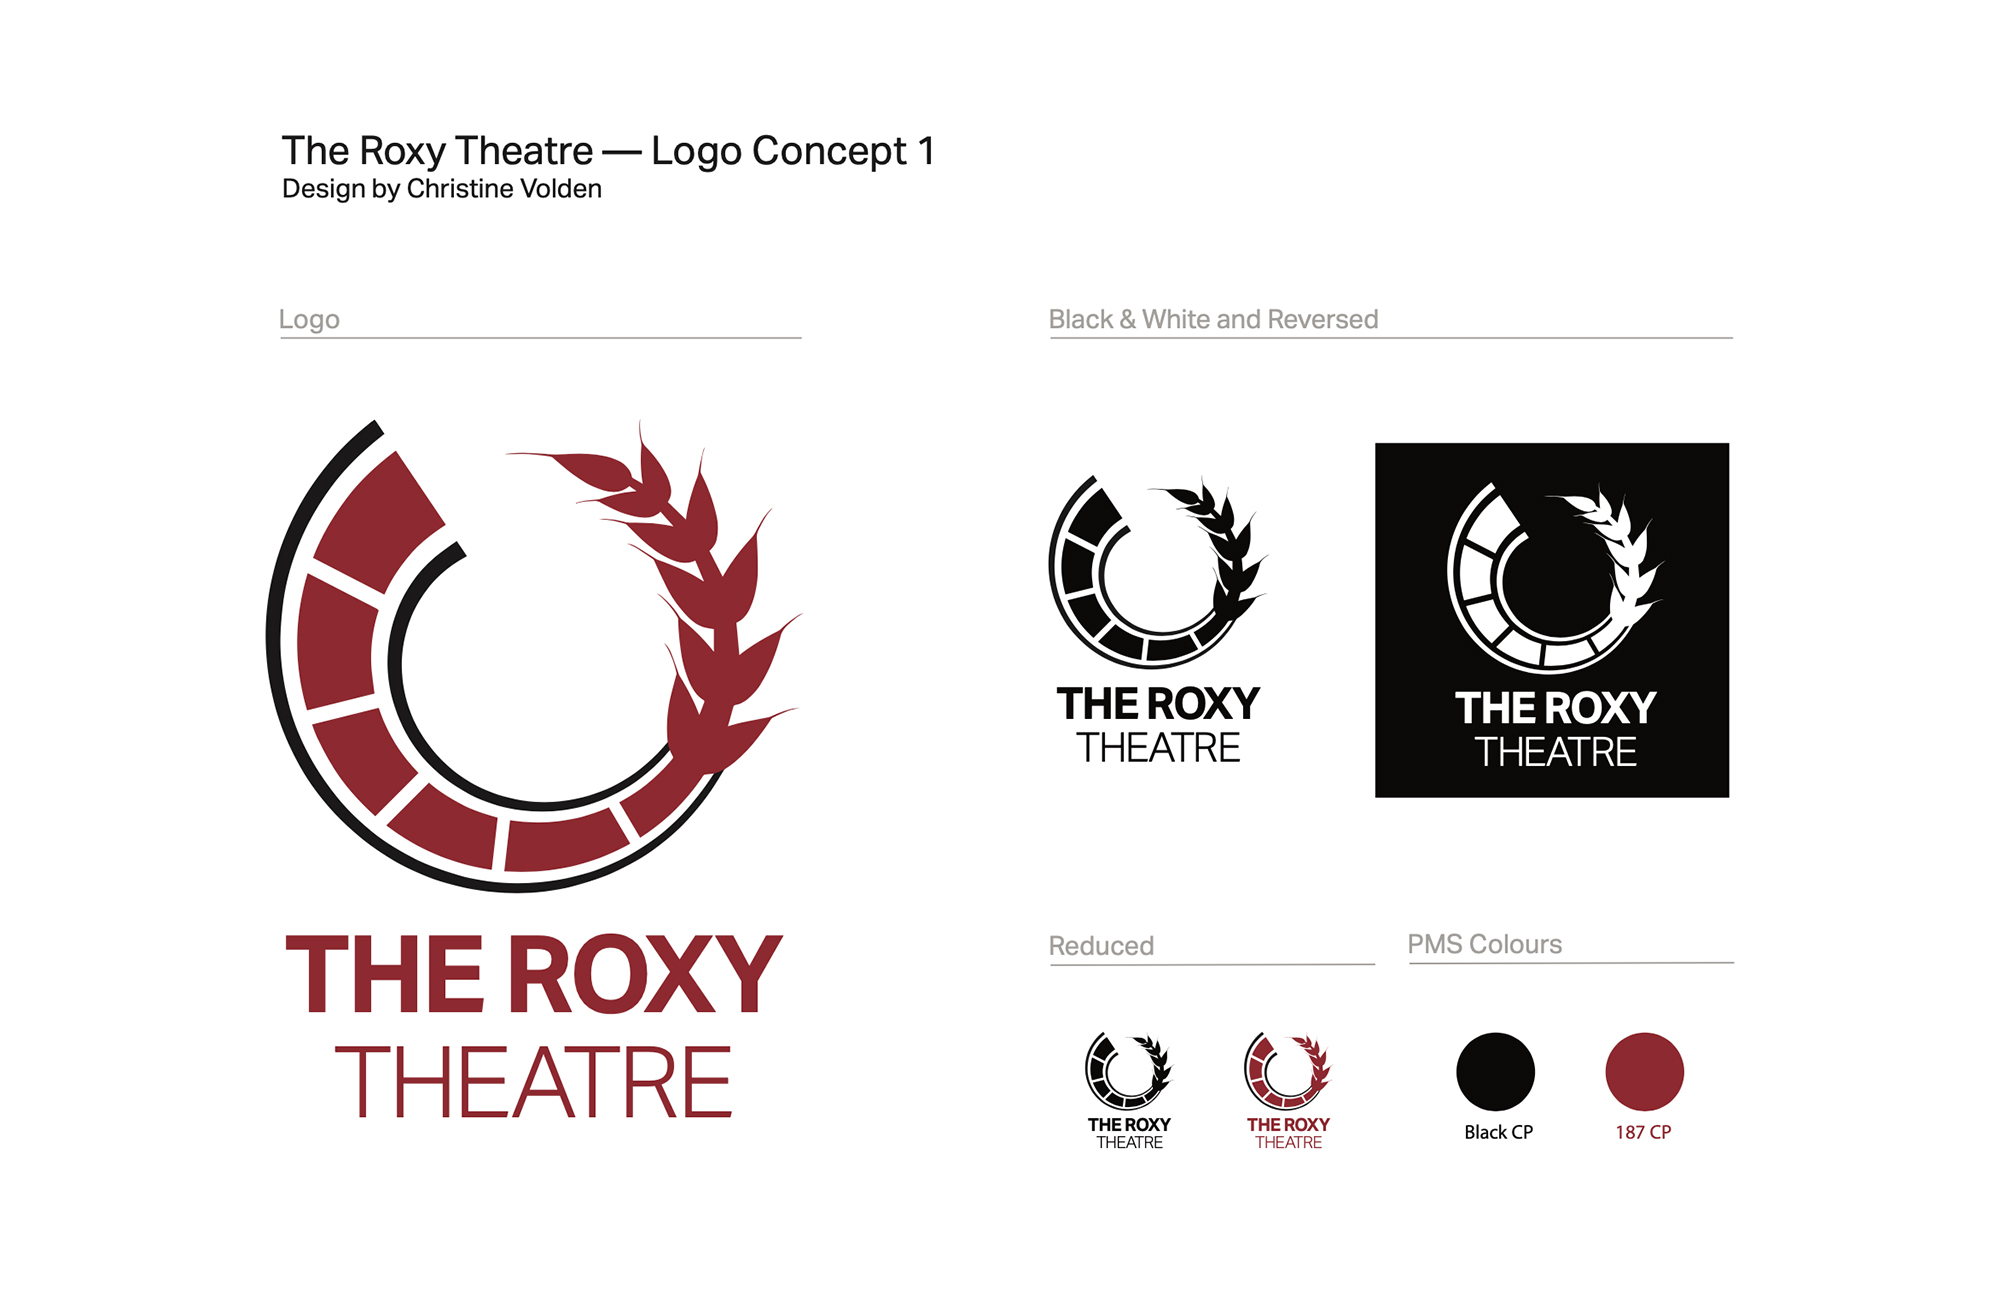 The Roxy Theatre — Logo Concept 1
Design by Christine Volden
Logo
THE ROXY
THEATRE
Black & White and Reversed
THE ROXY
THEATRE
THE ROXY
THEATRE
Reduced
THE ROXY
THEATRE
THE ROXY
THEATRE
PMS Colours
Black CP
187 CP